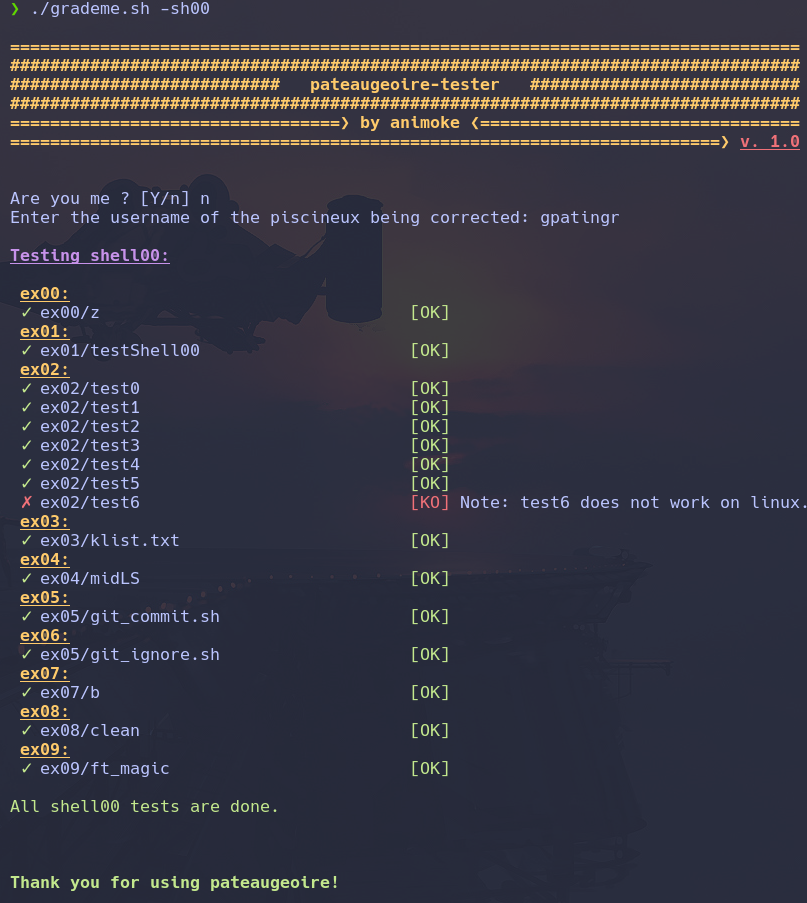 ❯ ./grademe.sh -sh00
===============================================================================
###############################################################################
###########################   pateaugeoire-tester   ###########################
###############################################################################
=================================❯ by animoke ❮================================
=======================================================================❯ v. 1.0
Are you me ? [Y/n] n
Enter the username of the piscineux being corrected: gpatingr
Testing shell00:
ex00:
✓ ex00/z [OK]
ex01:
✓ ex01/testShell00 [OK]
ex02:
✓ ex02/test0 [OK]
✓ ex02/test1 [OK]
✓ ex02/test2 [OK]
✓ ex02/test3 [OK]
✓ ex02/test4 [OK]
✓ ex02/test5 [OK]
✗ ex02/test6 [KO] Note: test6 does not work on linux.
ex03:
✓ ex03/klist.txt [OK]
ex04:
✓ ex04/midLS [OK]
ex05:
✓ ex05/git_commit.sh [OK]
ex06:
✓ ex05/git_ignore.sh [OK]
ex07:
✓ ex07/b [OK]
ex08:
✓ ex08/clean [OK]
ex09:
✓ ex09/ft_magic [OK]
All shell00 tests are done.
Thank you for using pateaugeoire!